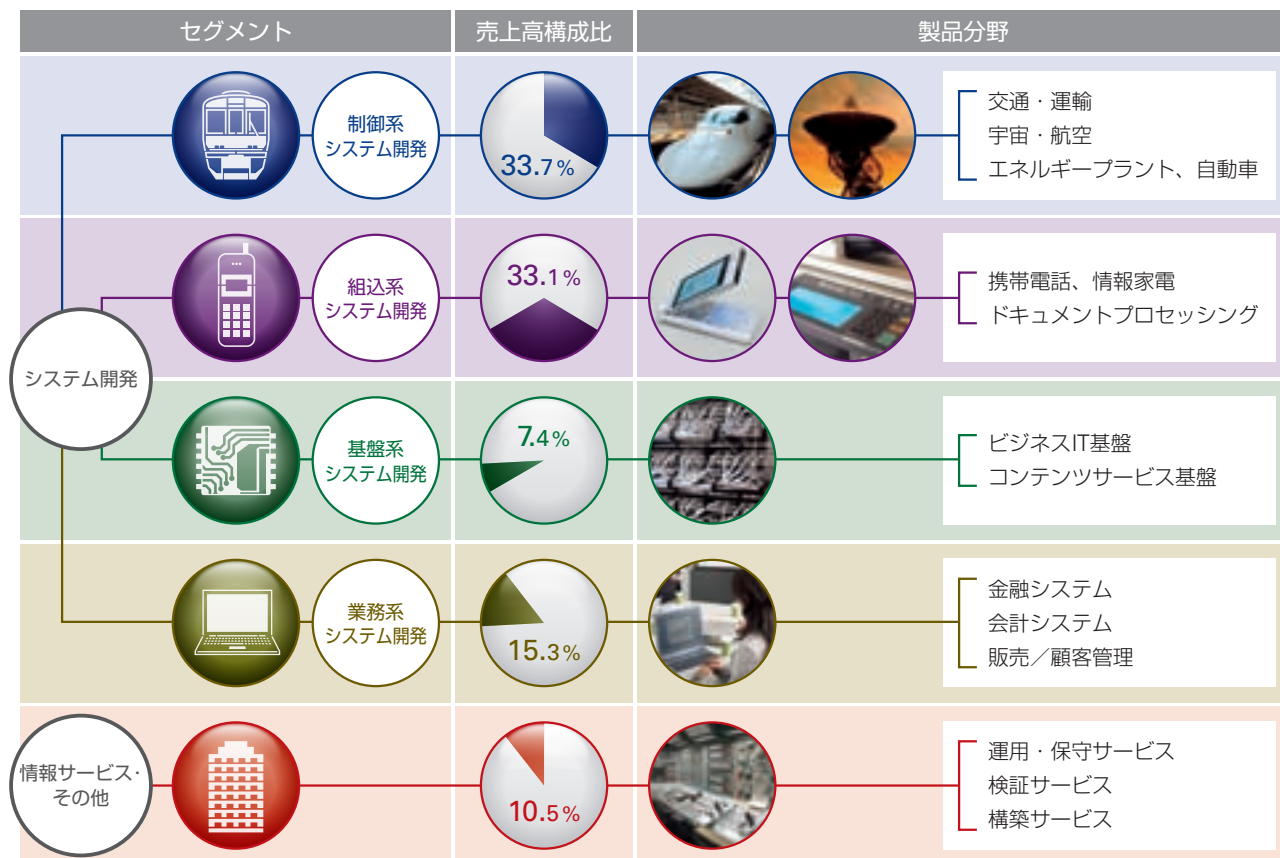 セグメント
売上高構成比
製品分野
システム開発
制御系
システム開発
33.7%
交通・運輸
宇宙・航空
エネルギープラント、自動車
組込系
システム開発
33.1%
携帯電話、情報家電
ドキュメントプロセッシング
基盤系
システム開発
7.4%
ビジネスIT基盤
コンテンツサービス基盤
業務系
システム開発
15.3%
金融システム
会計システム
販売／顧客管理
情報サービス・
その他
10.5%
運用・保守サービス
検証サービス
構築サービス